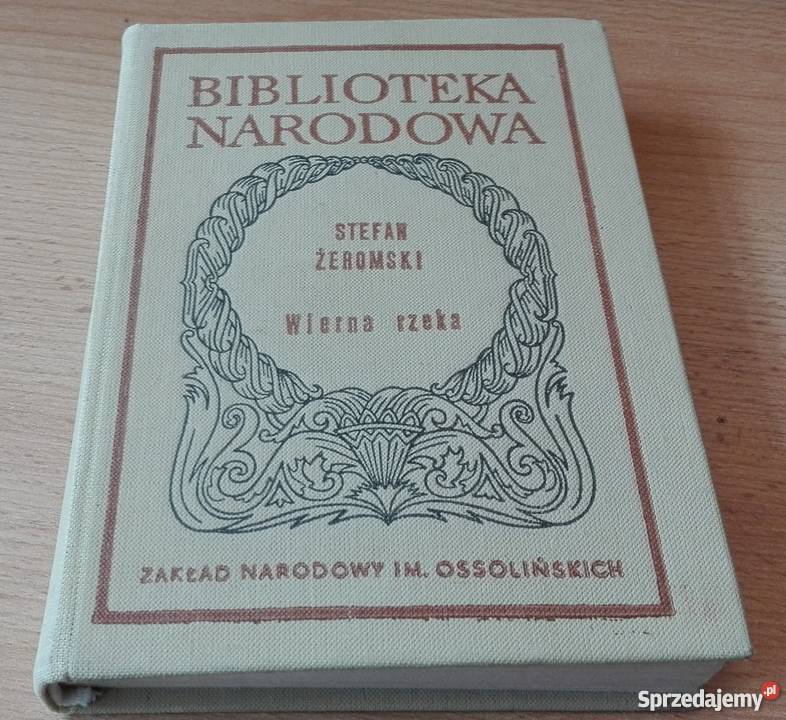 BIBLIOTEKA
NARODOWA
STEFAN
ŻEROMSKI
Wierna rzeka
ZAKŁAD NARODOWY IM. OSSOLIŃSKICH
Sprzedajemy.pl